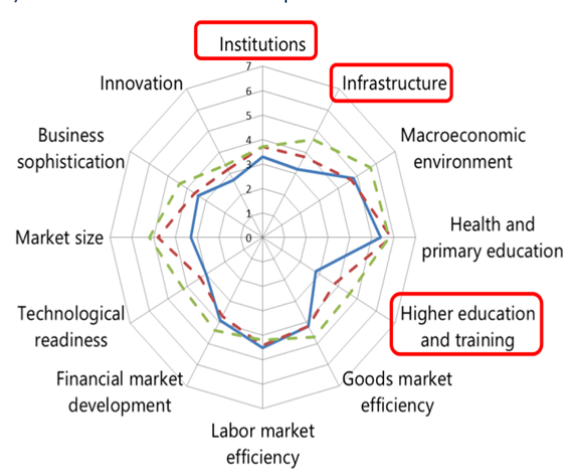 Institutions
Infrastructure
Macroeconomic
environment
Health and
primary education
Higher education
and training
Goods market
efficiency
Labor market
efficiency
Financial market
development
Technological
readiness
Market size
Business
sophistication
Innovation
7
6
5
4
3
2
1
0